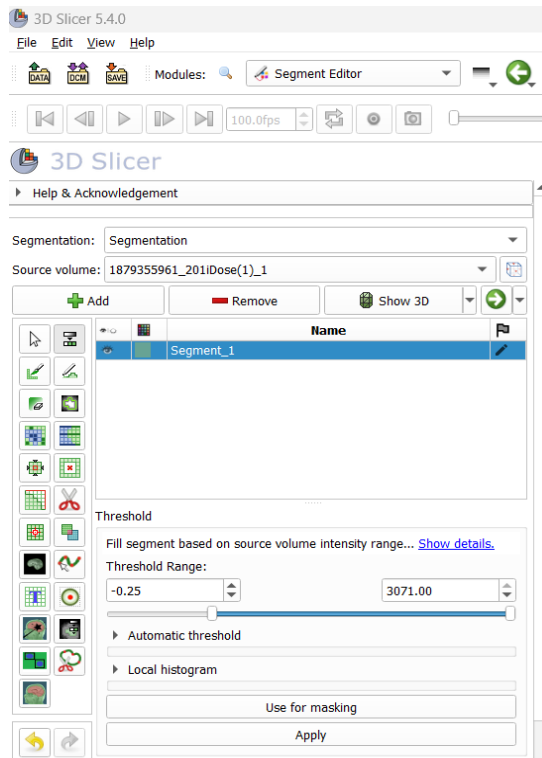 3D Slicer 5.4.0
File Edit View Help
DATA DCM SAVE Modules: Segment Editor
100.0fps
3D Slicer
Help & Acknowledgement
Segmentation: Segmentation
Source volume: 1879355961_201iDose(1)_1
Add Remove Show 3D
Name
Segment_1
Threshold
Fill segment based on source volume intensity range... Show details.
Threshold Range:
-0.25 3071.00
Automatic threshold
Local histogram
Use for masking
Apply
T